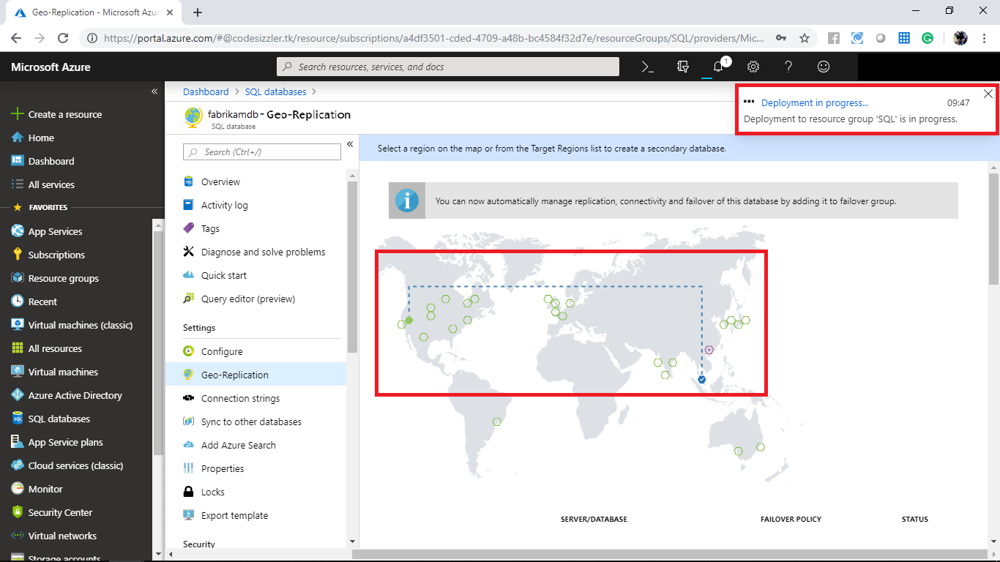 Geo-Replication - Microsoft Azur
https://portal.azure.com/#@codesizzler.tk/resource/subscriptions/a4df3501-cded-4709-a48b-bc4584f32d7e/resourceGroups/SQL/providers/Mic...
Microsoft Azure
Search resources, services, and docs
1
Create a resource
Home
Dashboard
All services
FAVORITES
App Services
Subscriptions
Resource groups
Recent
Virtual machines (classic)
All resources
Virtual machines
Azure Active Directory
SQL databases
App Service plans
Cloud services (classic)
Monitor
Security Center
Virtual networks
Storage accounts
Dashboard > SQL databases >
fabrikamdb - Geo-Replication
SQL database
Search (Ctrl+/)
Overview
Activity log
Tags
Diagnose and solve problems
Quick start
Query editor (preview)
Settings
Configure
Geo-Replication
Connection strings
Sync to other databases
Add Azure Search
Properties
Locks
Export template
Security
Deployment in progress... 09:47
Deployment to resource group 'SQL' is in progress.
Select a region on the map or from the Target Regions list to create a secondary database.
You can now automatically manage replication, connectivity and failover of this database by adding it to failover group.
SERVER/DATABASE FAILOVER POLICY STATUS